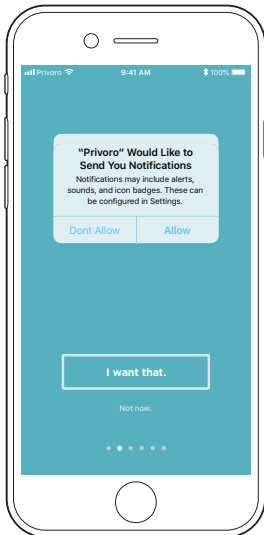 Privoro
9:41 AM
100%
"Privoro" Would Like to
Send You Notifications
Notifications may include alerts,
sounds, and icon badges. These can
be configured in Settings.
Dont Allow
Allow
I want that.
Not now.